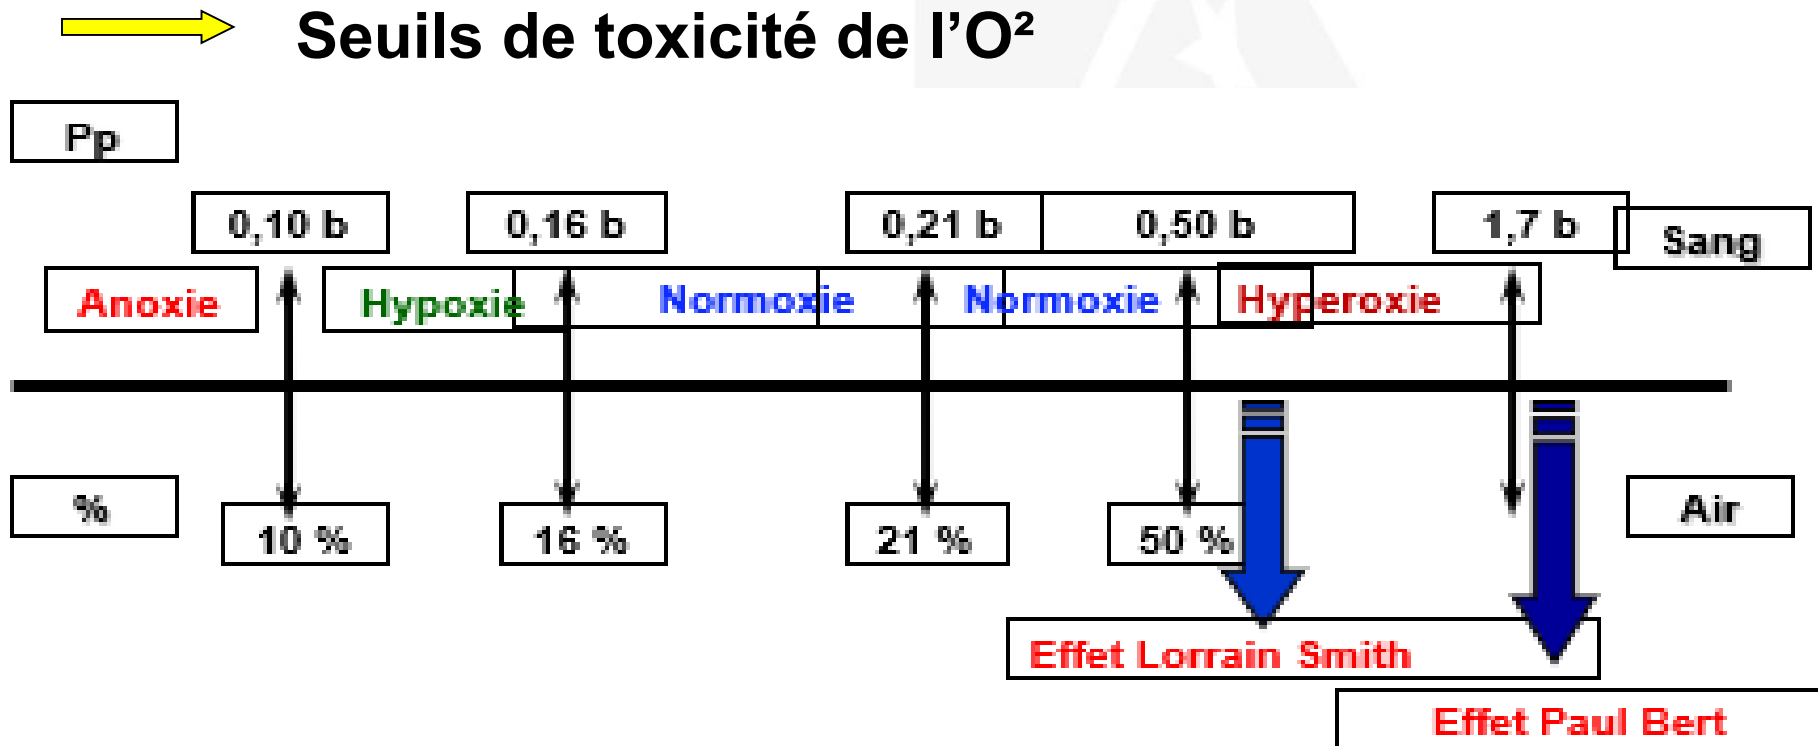 Seuils de toxicité de l’O²
Pp
0,10 b 0,16 b 0,21 b 0,50 b 1,7 b Sang
Anoxie Hypoxie Normoxie Normoxie Hyperoxie
% Air
10 % 16 % 21 % 50 %
Effet Lorrain Smith
Effet Paul Bert